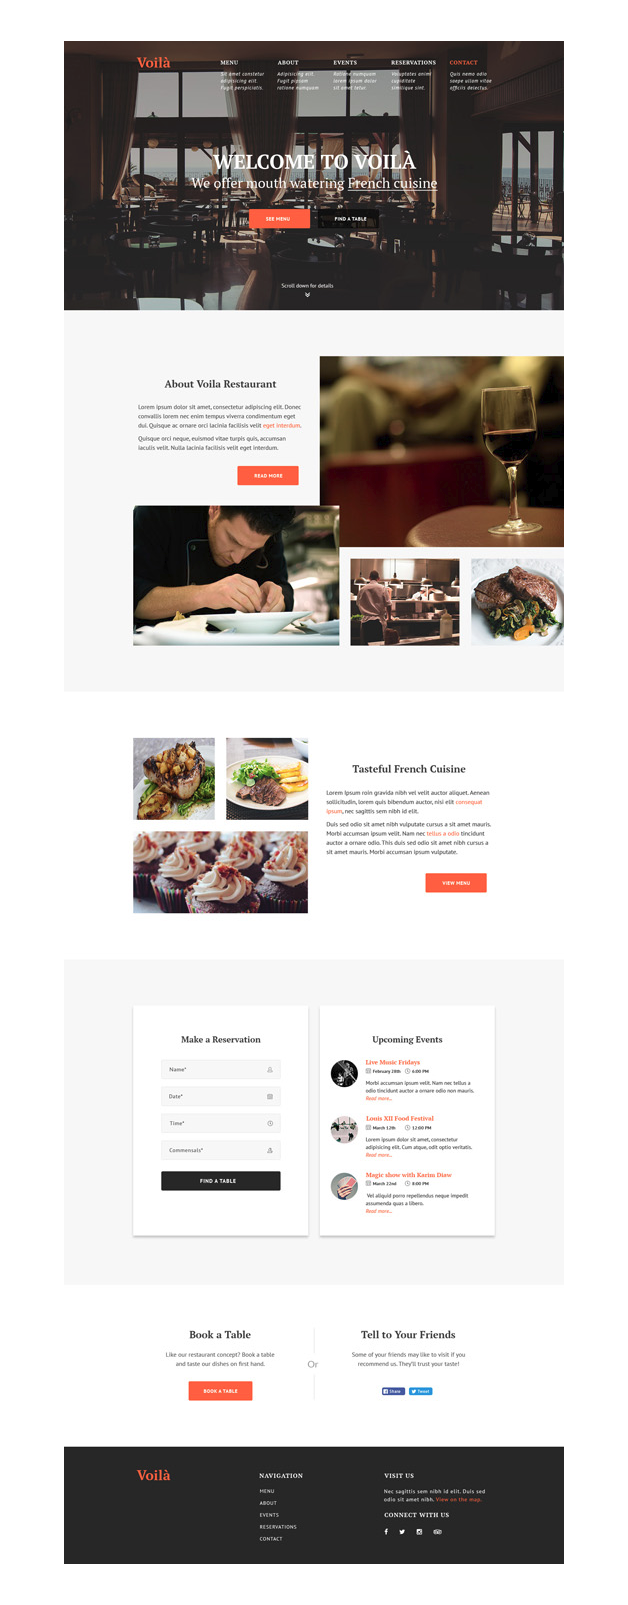 Voilà
MENU
Sit amet constetur
adipisicing elit.
Fugit perspiciatis.
ABOUT
Adipisicing elit.
Fugit pipsam
ratione numquam
EVENTS
Ratione numquam
lorem ipsum dolor
sit amet tetur.
RESERVATIONS
Voluptates animi
cupiditate
similique sint.
CONTACT
Quis nemo odio
saepe ullam vitae
officiis delectus.
WELCOME TO VOILÀ
We offer mouth watering French cuisine
SEE MENU
FIND A TABLE
Scroll down for details
About Voila Restaurant
Lorem ipsum dolor sit amet, consectetur adipiscing elit. Donec
convallis lorem nec enim tempus viverra condimentum eget
dui. Quisque ac ornare orci lacinia facilisis velit eget interdum.
Quisque orci neque, euismod vitae turpis quis, accumsan
iaculis velit. Nulla lacinia facilisis velit eget interdum.
READ MORE
Tasteful French Cuisine
Lorem Ipsum roin gravida nibh vel velit auctor aliquet. Aenean
sollicitudin, lorem quis bibendum auctor, nisi elit consequat
ipsum, nec sagittis sem nibh id elit.
Duis sed odio sit amet nibh vulputate cursus a sit amet mauris.
Morbi accumsan ipsum velit. Nam nec tellus a odio tincidunt
auctor a ornare odio. This duis sed odio sit amet nibh cursus a
sit amet mauris. Morbi accumsan ipsum vulputate.
VIEW MENU
Make a Reservation
Name*
Date*
Time*
Commensals*
FIND A TABLE
Upcoming Events
Live Music Fridays
February 28th 6:00 PM
Morbi accumsan ipsum velit. Nam nec tellus a
odio tincidunt auctor a ornare odio non mauris.
Read more...
Louis XII Food Festival
March 12th 12:00 PM
Lorem ipsum dolor sit amet, consectetur
adipisicing elit. Cum atque, odit optio veritatis.
Read more...
Magic show with Karim Diaw
March 22nd 8:00 PM
Vel aliquid porro repellendus neque impedit
assumenda quas a libero.
Read more...
Book a Table
Like our restaurant concept? Book a table
and taste our dishes on first hand.
BOOK A TABLE
Or
Tell to Your Friends
Some of your friends may like to visit if you
recommend us. They'll trust your taste!
Share
Tweet
Voilà
NAVIGATION
MENU
ABOUT
EVENTS
RESERVATIONS
CONTACT
VISIT US
Nec sagittis sem nibh id elit. Duis sed
odio sit amet nibh. View on the map.
CONNECT WITH US